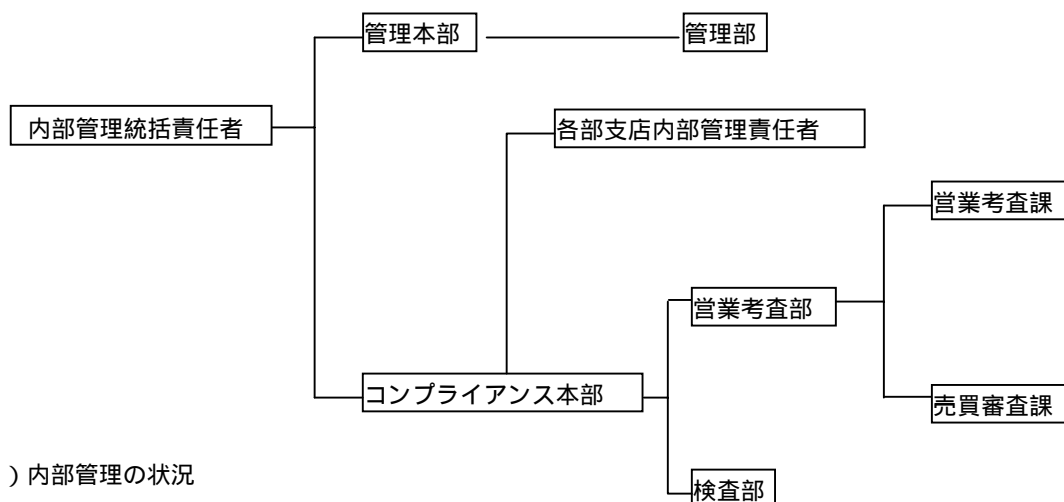 管理本部
管理部
内部管理統括責任者
各部支店内部管理責任者
営業考査課
営業考査部
コンプライアンス本部
売買審査課
)内部管理の状況
検査部